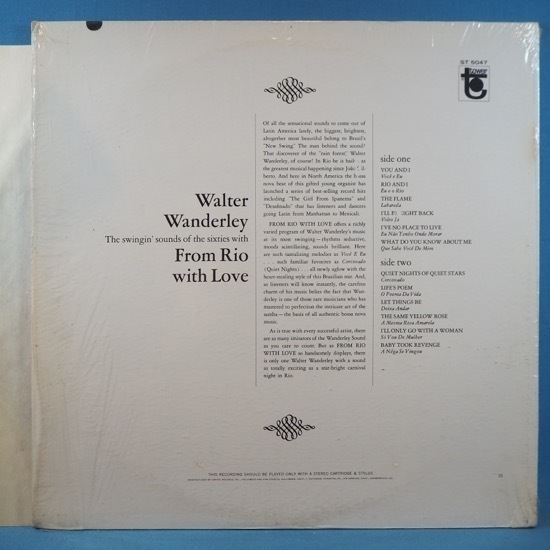 ST 5047
TOWER
Walter
Wanderley
The swingin' sounds of the sixties with
From Rio
with Love
Of all the sensational sounds to come out of
Latin America lately, the biggest, brightest,
altogether most beautiful belong to Brazil's
"New Swing." The man behind the sound?
That discoverer of the "rain forest," Walter
Wanderley, of course! In Rio he is as
the greatest musical happening since João
berto. And here in North America the
nova beat of this gifted young organist has
launched a series of best-selling record hits
including "The Girl From Ipanema" and
"Desafinado" that has listeners and dancers
going Latin from Manhattan to Mexicali.
FROM RIO WITH LOVE offers a richly
varied program of Walter Wanderley's music
at its most swinging—rhythms seductive,
moods scintillating, sounds brilliant. Here
are such tantalizing melodies as Você E Eu
. . . such familiar favorites as Corcovado
(Quiet Nights) . . . all newly aglow with the
heart-stealing style of this Brazilian star. And,
as listeners will know instantly, the carefree
charm of his music belies the fact that Wan-
derley is one of those rare musicians who has
mastered to perfection the intricate art of the
samba—the basis of all authentic bossa nova
music.
As is true with every successful artist, there
are as many imitators of the Wanderley Sound
as you care to count. But as FROM RIO
WITH LOVE so handsomely displays, there
is only one Walter Wanderley with a sound
as totally exciting as a star-bright carnival
night in Rio.
side one
YOU AND I
Você e Eu
RIO AND I
Eu e o Rio
THE FLAME
Labareda
I'LL BE RIGHT BACK
Volto Já
I'VE NO PLACE TO LIVE
Eu Não Tenho Onde Morar
WHAT DO YOU KNOW ABOUT ME
Que Sabe Você De Mim
side two
QUIET NIGHTS OF QUIET STARS
Corcovado
LIFE'S POEM
O Poema Da Vida
LET THINGS BE
Deixa Andar
THE SAME YELLOW ROSE
A Mesma Rosa Amarela
I'LL ONLY GO WITH A WOMAN
Só Vou De Mulher
BABY TOOK REVENGE
A Nêga Se Vingou
THIS RECORDING SHOULD BE PLAYED ONLY WITH A STEREO CARTRIDGE & STYLUS